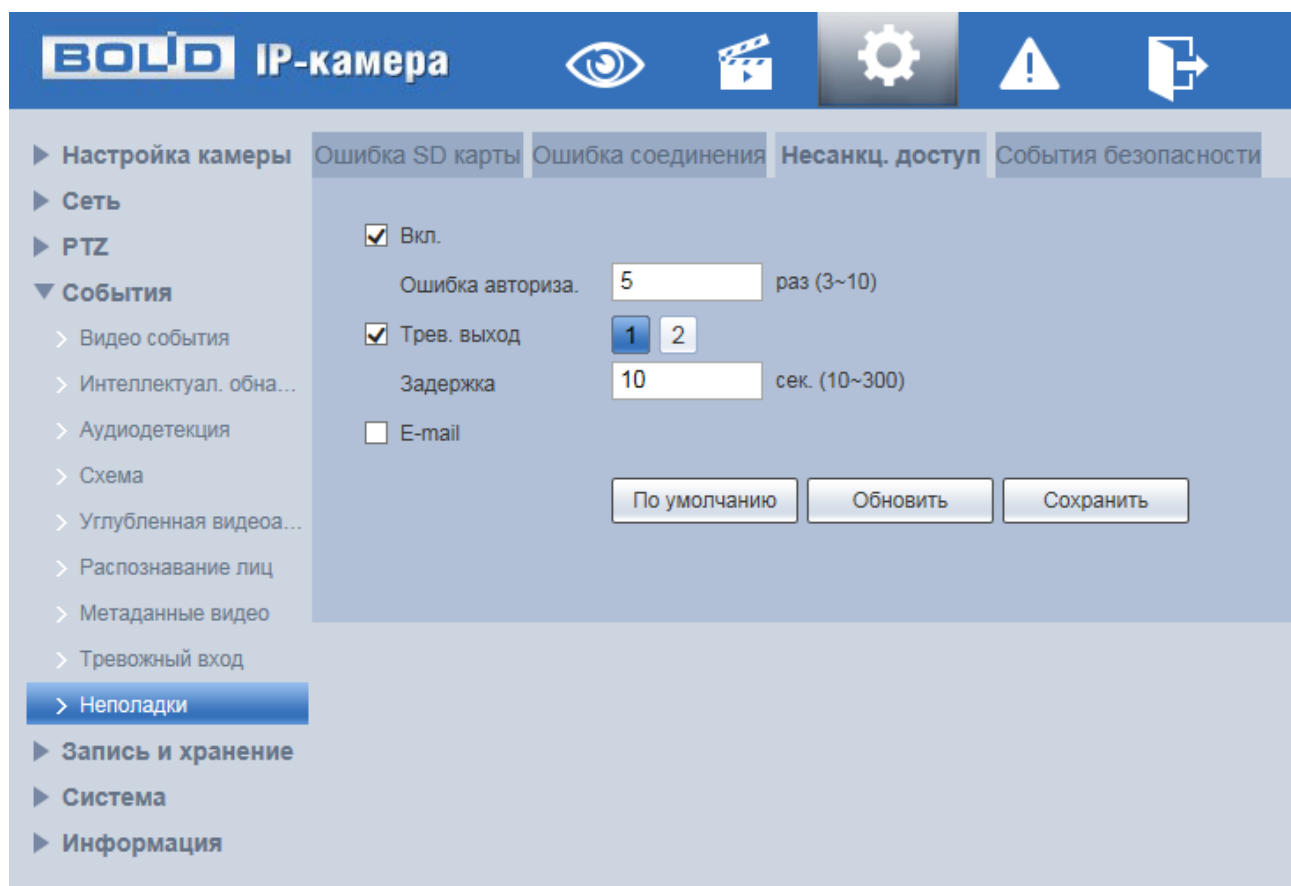 BOLID IP-камера
Настройка камеры
Сеть
PTZ
События
Видео события
Интеллектуал. обна...
Аудиодетекция
Схема
Углубленная видеоа...
Распознавание лиц
Метаданные видео
Тревожный вход
Неполадки
Запись и хранение
Система
Информация
Ошибка SD карты Ошибка соединения Несанкц. доступ События безопасности
Вкл.
Ошибка авториза. 5 раз (3~10)
Трев. выход 1 2
Задержка 10 сек. (10~300)
E-mail
По умолчанию Обновить Сохранить